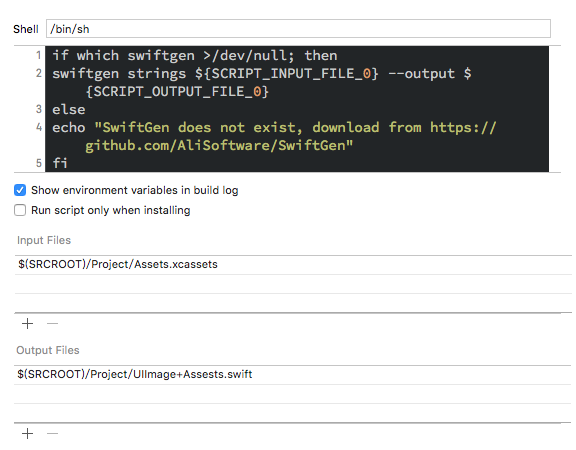 Shell /bin/sh
1 if which swiftgen >/dev/null; then
2 swiftgen strings ${SCRIPT_INPUT_FILE_0} --output $
{SCRIPT_OUTPUT_FILE_0}
3 else
4 echo "SwiftGen does not exist, download from https://
github.com/AliSoftware/SwiftGen"
5 fi
Show environment variables in build log
Run script only when installing
Input Files
$(SRCROOT)/Project/Assets.xcassets
Output Files
$(SRCROOT)/Project/UIImage+Assests.swift